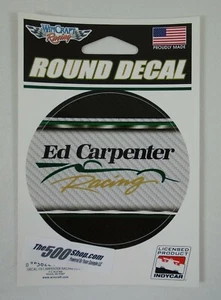 WinCraft
Racing
PROUDLY MADE
ROUND DECAL
Ed Carpenter
Racing
The500Shop.com
LICENSED
PRODUCT
INDYCAR